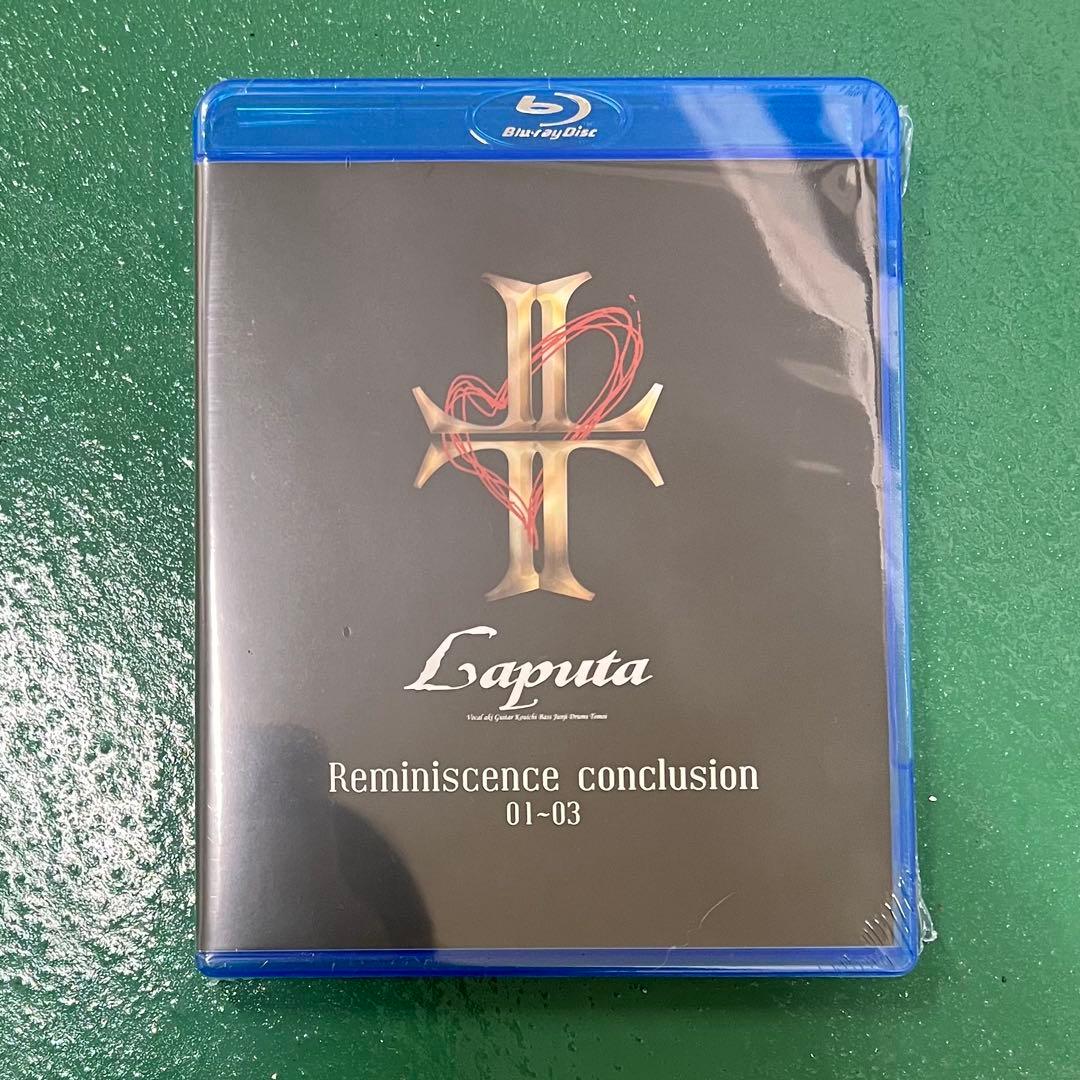 Blu-ray Disc
Laputa
Vocal aki Guitar Kouichi Bass Junji Drums Tomoi
Reminiscence conclusion
01~03